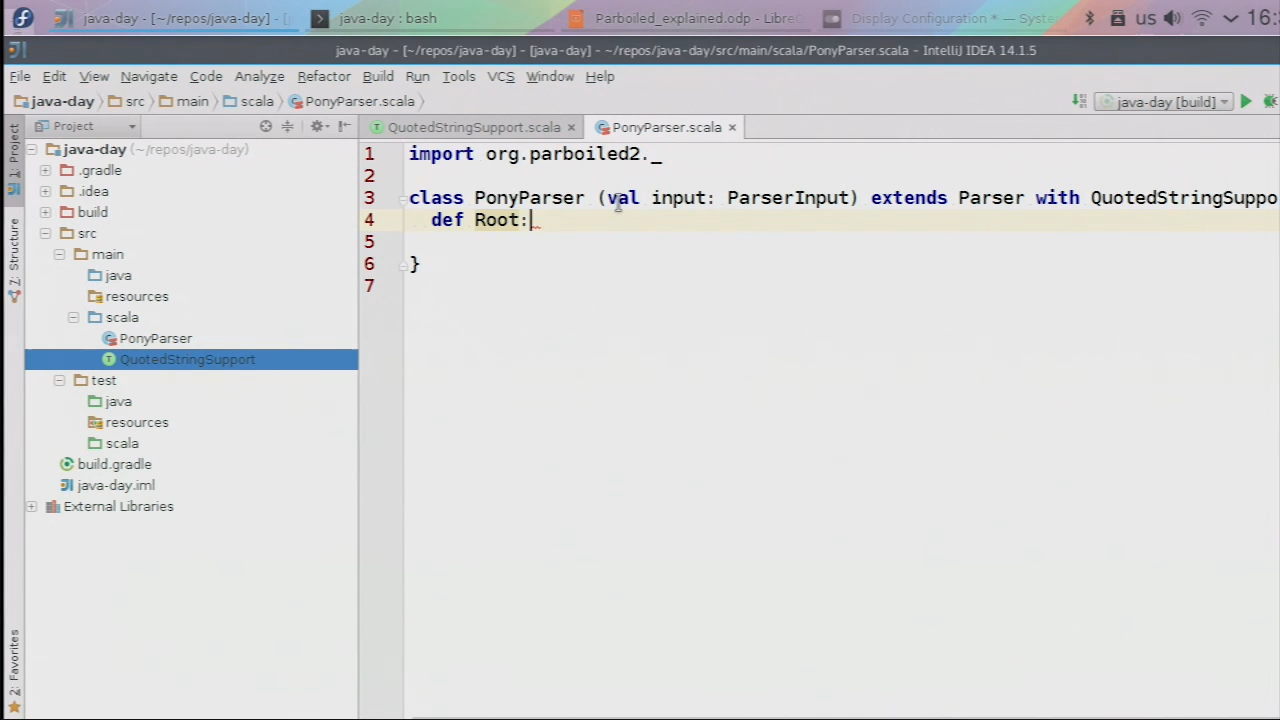 java-day - [~/repos/java-day] - [
java-day : bash
Parboiled_explained.odp - LibreO
Display Configuration * — Syste
us
16:
java-day - [~/repos/java-day] - [java-day] - ~/repos/java-day/src/main/scala/PonyParser.scala - IntelliJ IDEA 14.1.5
File Edit View Navigate Code Analyze Refactor Build Run Tools VCS Window Help
java-day src main scala PonyParser.scala
java-day [build]
1: Project
7: Structure
2: Favorites
Project
java-day (~/repos/java-day)
.gradle
.idea
build
src
main
java
resources
scala
PonyParser
QuotedStringSupport
test
java
resources
scala
build.gradle
java-day.iml
External Libraries
QuotedStringSupport.scala
PonyParser.scala
1 import org.parboiled2._
2
3 class PonyParser (val input: ParserInput) extends Parser with QuotedStringSuppo
4 def Root:
5
6 }
7